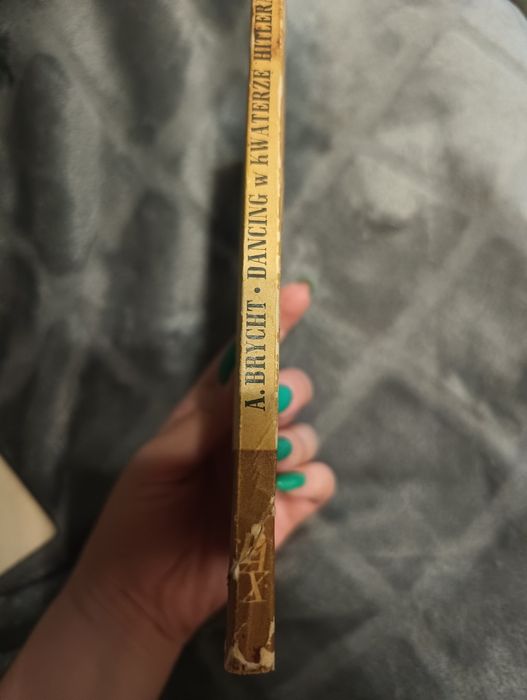 A. BRYCHT • DANCING w KWATERZE HITLERA